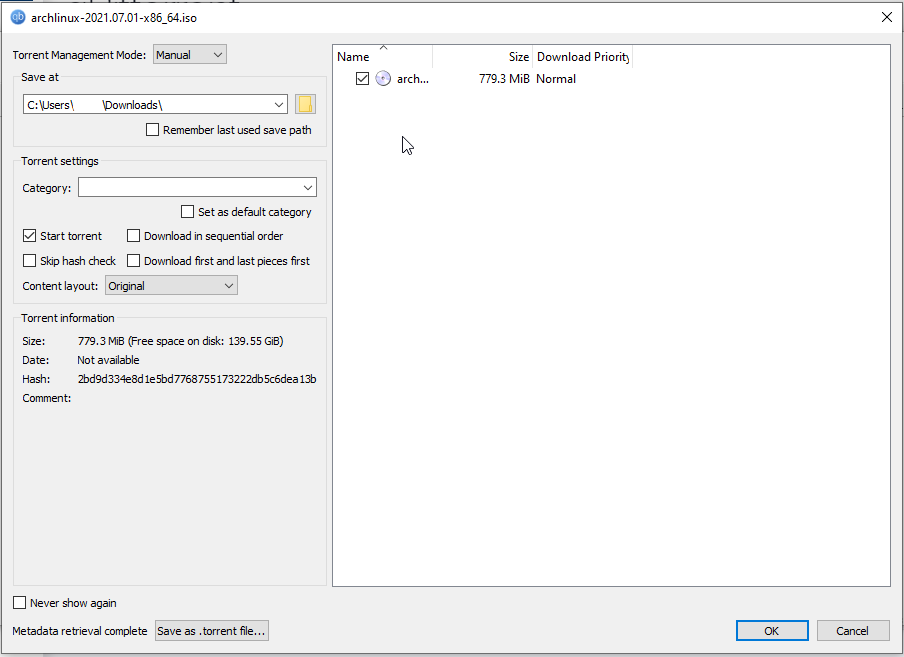 archlinux-2021.07.01-x86_64.iso
Torrent Management Mode: Manual
Save at
C:\Users\ \Downloads\
Remember last used save path
Torrent settings
Category:
Set as default category
Start torrent Download in sequential order
Skip hash check Download first and last pieces first
Content layout: Original
Torrent information
Size: 779.3 MiB (Free space on disk: 139.55 GiB)
Date: Not available
Hash: 2bd9d334e8d1e5bd7768755173222db5c6dea13b
Comment:
Name Size Download Priority
arch... 779.3 MiB Normal
Never show again
Metadata retrieval complete Save as .torrent file... OK Cancel